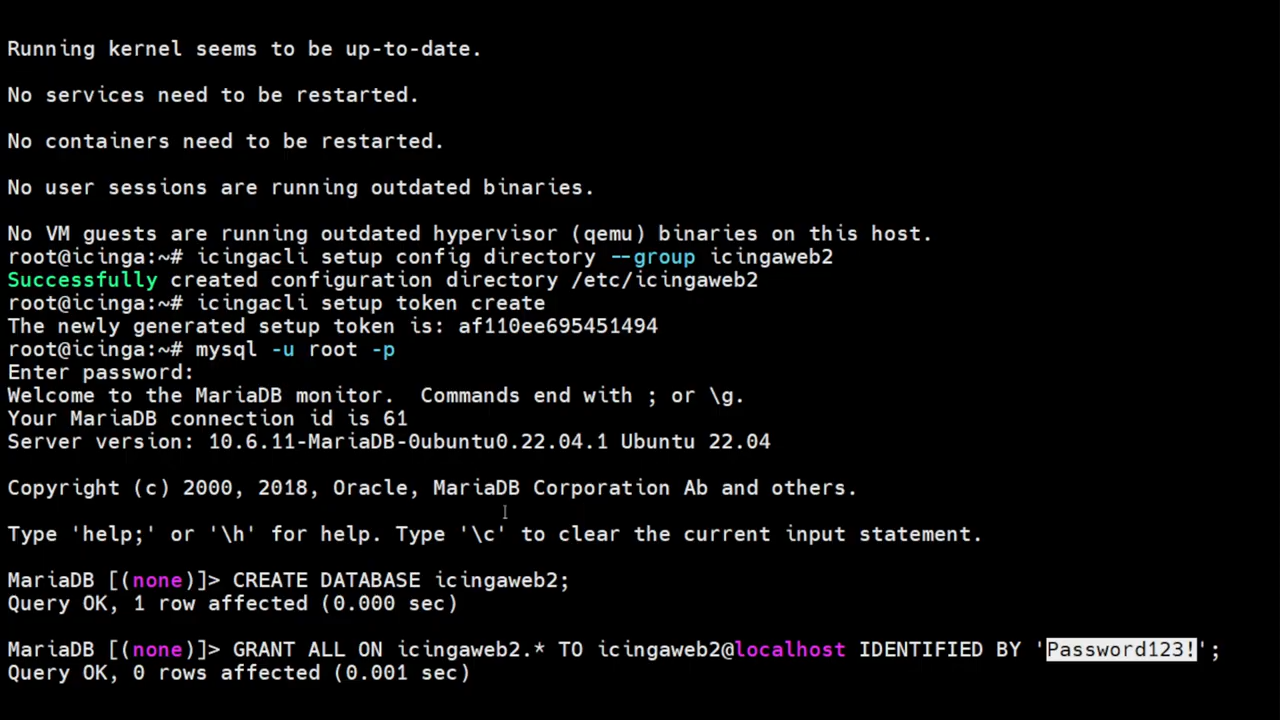 Running kernel seems to be up-to-date.
No services need to be restarted.
No containers need to be restarted.
No user sessions are running outdated binaries.
No VM guests are running outdated hypervisor (qemu) binaries on this host.
root@icinga:~# icingacli setup config directory --group icingaweb2
Successfully created configuration directory /etc/icingaweb2
root@icinga:~# icingacli setup token create
The newly generated setup token is: af110ee695451494
root@icinga:~# mysql -u root -p
Enter password:
Welcome to the MariaDB monitor.  Commands end with ; or \g.
Your MariaDB connection id is 61
Server version: 10.6.11-MariaDB-0ubuntu0.22.04.1 Ubuntu 22.04
Copyright (c) 2000, 2018, Oracle, MariaDB Corporation Ab and others.
Type 'help;' or '\h' for help. Type '\c' to clear the current input statement.
MariaDB [(none)]> CREATE DATABASE icingaweb2;
Query OK, 1 row affected (0.000 sec)
MariaDB [(none)]> GRANT ALL ON icingaweb2.* TO icingaweb2@localhost IDENTIFIED BY 'Password123!';
Query OK, 0 rows affected (0.001 sec)